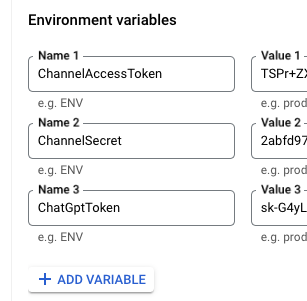 Environment variables
Name 1 Value 1
ChannelAccessToken TSPr+Z
e.g. ENV e.g. prod
Name 2 Value 2
ChannelSecret 2abfd97
e.g. ENV e.g. prod
Name 3 Value 3
ChatGptToken sk-G4yL
e.g. ENV e.g. prod
+ ADD VARIABLE